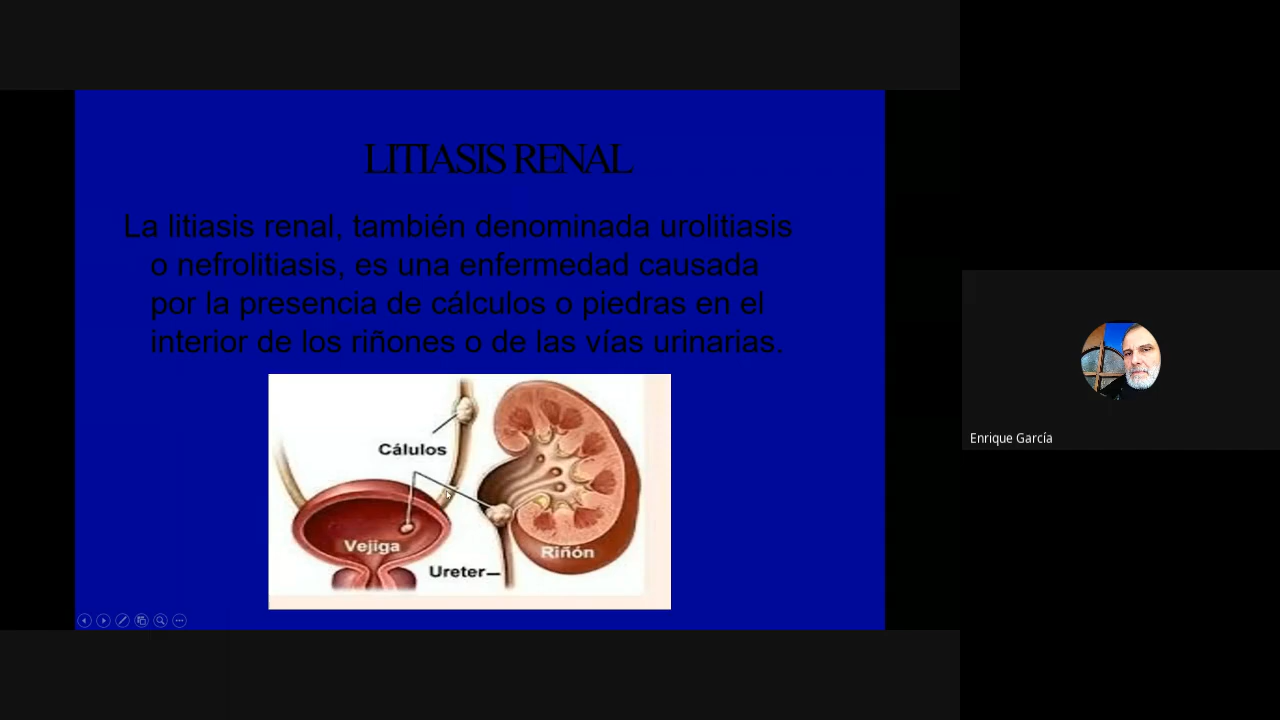 LITIASIS RENAL
La litiasis renal, también denominada urolitiasis
o nefrolitiasis, es una enfermedad causada
por la presencia de cálculos o piedras en el
interior de los riñones o de las vías urinarias.
Cálulos
Vejiga
Riñón
Ureter
Enrique García